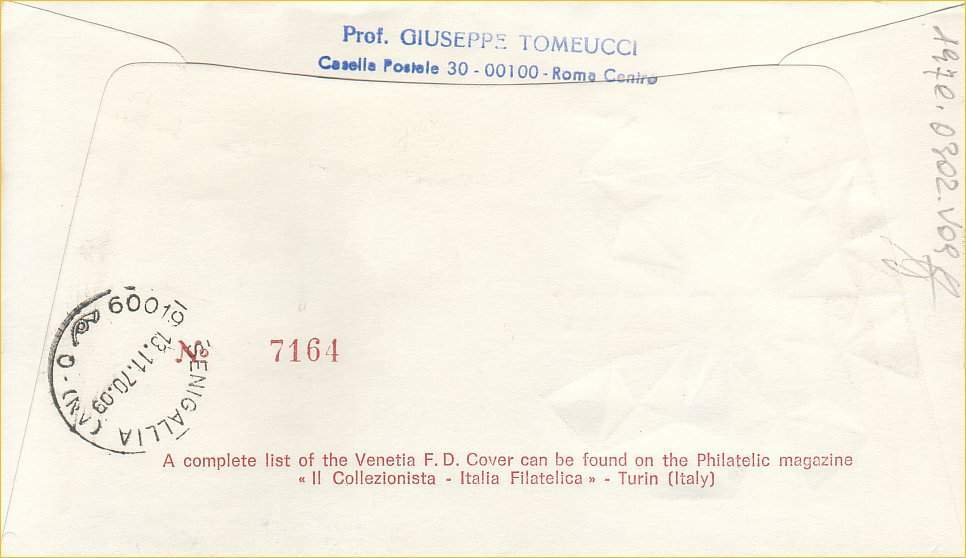 Prof. GIUSEPPE TOMEUCCI
Casella Postale 30 - 00100 - Roma Centro
1970.0302.V09
60019 SENIGALLIA (AN) - O
13.11.70.09
No 7164
A complete list of the Venetia F. D. Cover can be found on the Philatelic magazine
« Il Collezionista - Italia Filatelica » - Turin (Italy)